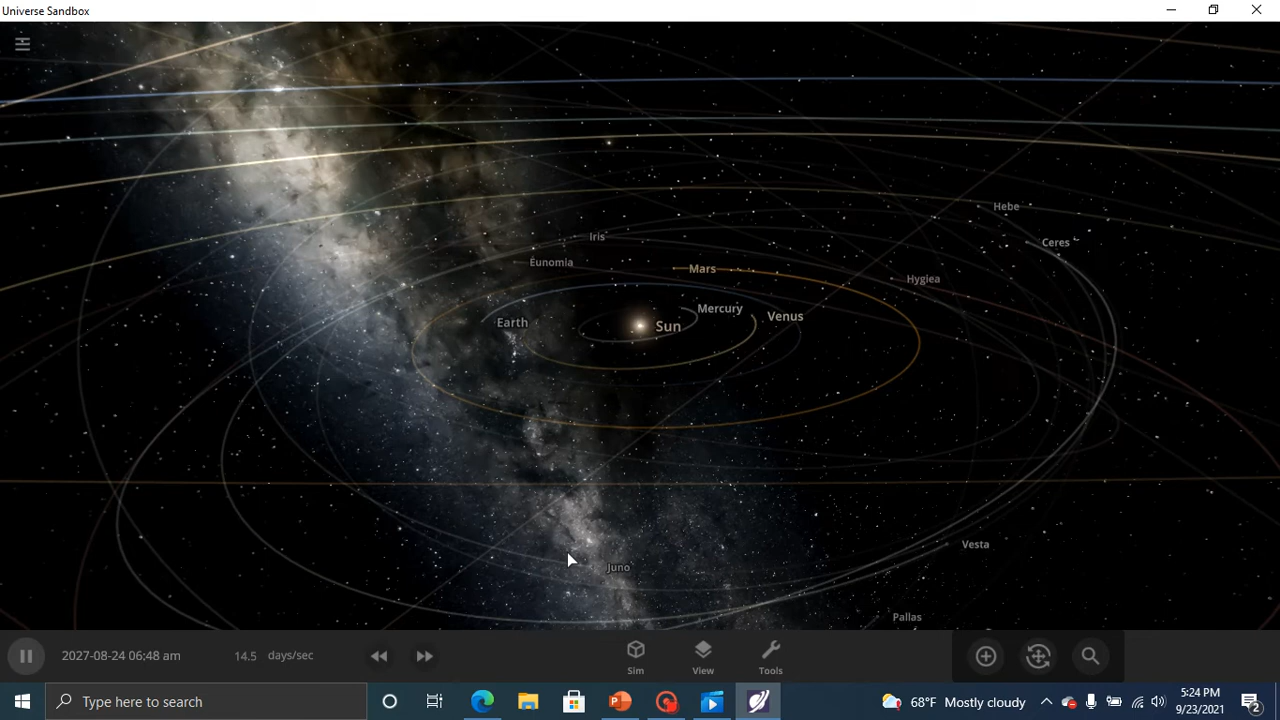 Universe Sandbox
Hebe
Iris
Ceres
Eunomia
Mars
Hygiea
Mercury
Venus
Earth
Sun
Vesta
Juno
Pallas
2027-08-24 06:48 am
14.5 days/sec
Sim
View
Tools
Type here to search
68°F Mostly cloudy
5:24 PM
9/23/2021
2